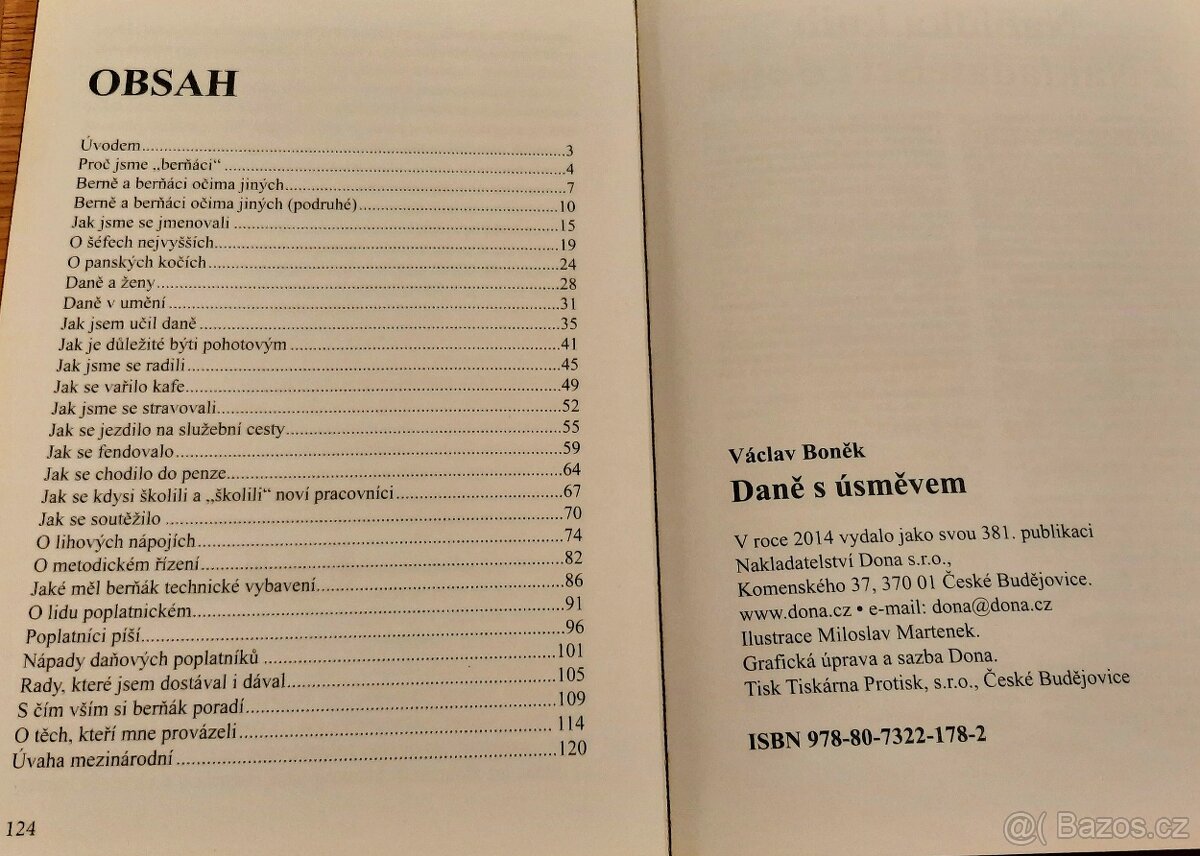 OBSAH
Úvodem........3
Proč jsme „berňáci“........4
Berně a berňáci očima jiných........7
Berně a berňáci očima jiných (podruhé)........10
Jak jsme se jmenovali........15
O šéfech nejvyšších........19
O panských kočích........24
Daně a ženy........28
Daně v umění........31
Jak jsem učil daně........35
Jak je důležité býti pohotovým........41
Jak jsme se radili........45
Jak se vařilo kafe........49
Jak jsme se stravovali........52
Jak se jezdilo na služební cesty........55
Jak se fendovalo........59
Jak se chodilo do penze........64
Jak se kdysi školili a „školili“ noví pracovníci........67
Jak se soutěžilo........70
O lihových nápojích........74
O metodickém řízení........82
Jaké měl berňák technické vybavení........86
O lidu poplatnickém........91
Poplatníci píší........96
Nápady daňových poplatníků........101
Rady, které jsem dostával i dával........105
S čím vším si berňák poradí........109
O těch, kteří mne provázeli........114
Úvaha mezinárodní........120
124
Václav Boněk
Daně s úsměvem
V roce 2014 vydalo jako svou 381. publikaci
Nakladatelství Dona s.r.o.,
Komenského 37, 370 01 České Budějovice.
www.dona.cz • e-mail: dona@dona.cz
Ilustrace Miloslav Martenek.
Grafická úprava a sazba Dona.
Tisk Tiskárna Protisk, s.r.o., České Budějovice
ISBN 978-80-7322-178-2
@( Bazos.cz